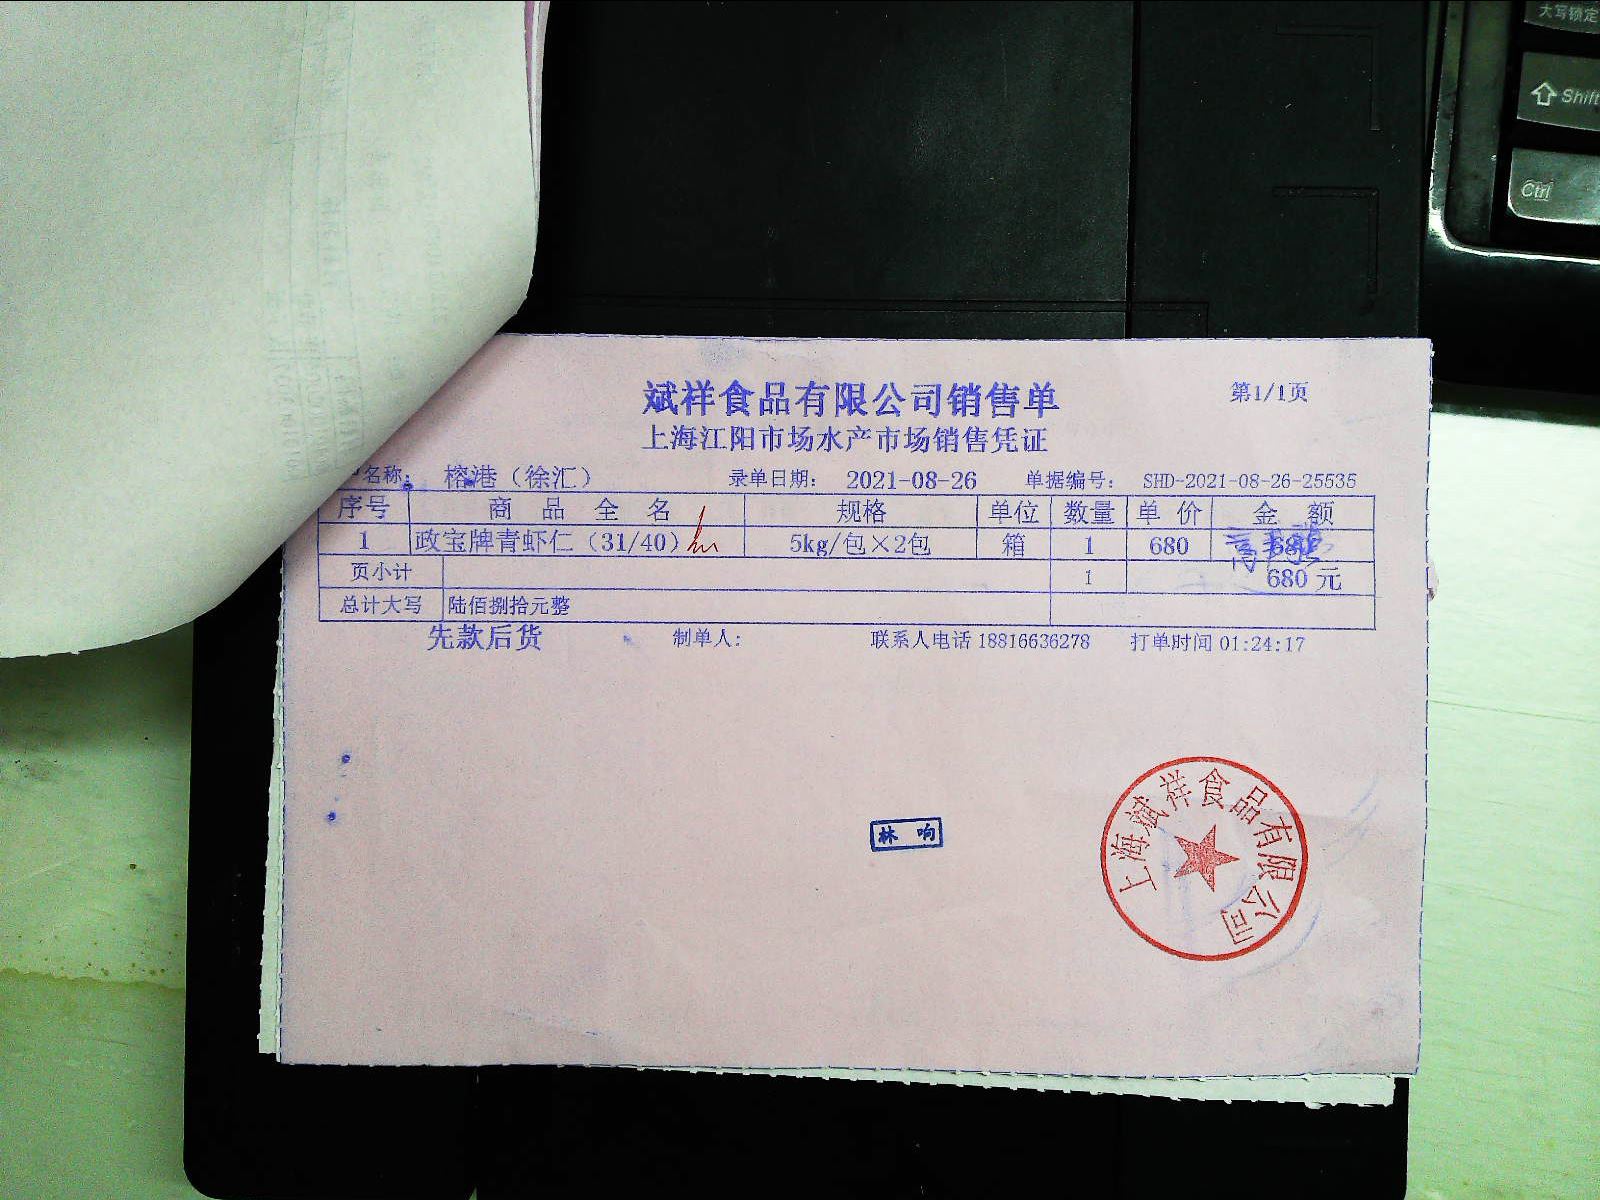 大写锁定
Shift
Ctrl
斌祥食品有限公司销售单
第1/1页
上海江阳市场水产市场销售凭证
名称: 榕港（徐汇） 录单日期: 2021-08-26 单据编号: SHD-2021-08-26-25535
序号 商品全名 规格 单位 数量 单价 金额
1 政宝牌青虾仁（31/40） 5kg/包×2包 箱 1 680
页小计 1 680元
总计大写 陆佰捌拾元整
先款后货 制单人: 联系人电话 18816636278 打单时间 01:24:17
林响
上海斌祥食品有限公司